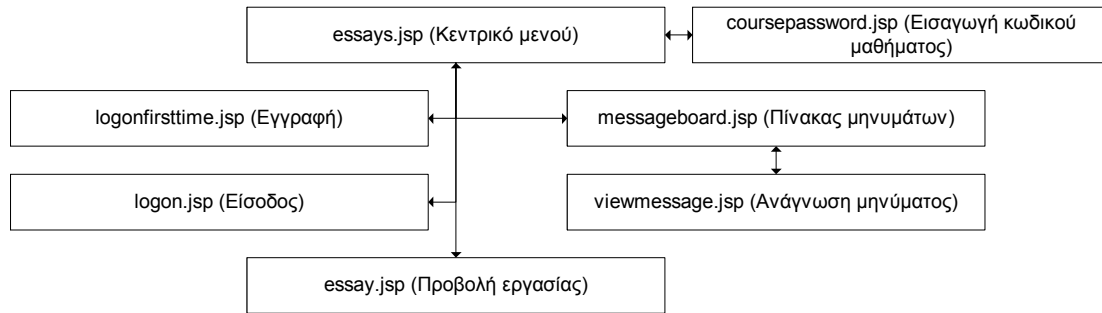 essays.jsp (Κεντρικό μενού)
coursepassword.jsp (Εισαγωγή κωδικού
μαθήματος)
logonfirsttime.jsp (Εγγραφή)
messageboard.jsp (Πίνακας μηνυμάτων)
logon.jsp (Είσοδος)
viewmessage.jsp (Ανάγνωση μηνύματος)
essay.jsp (Προβολή εργασίας)